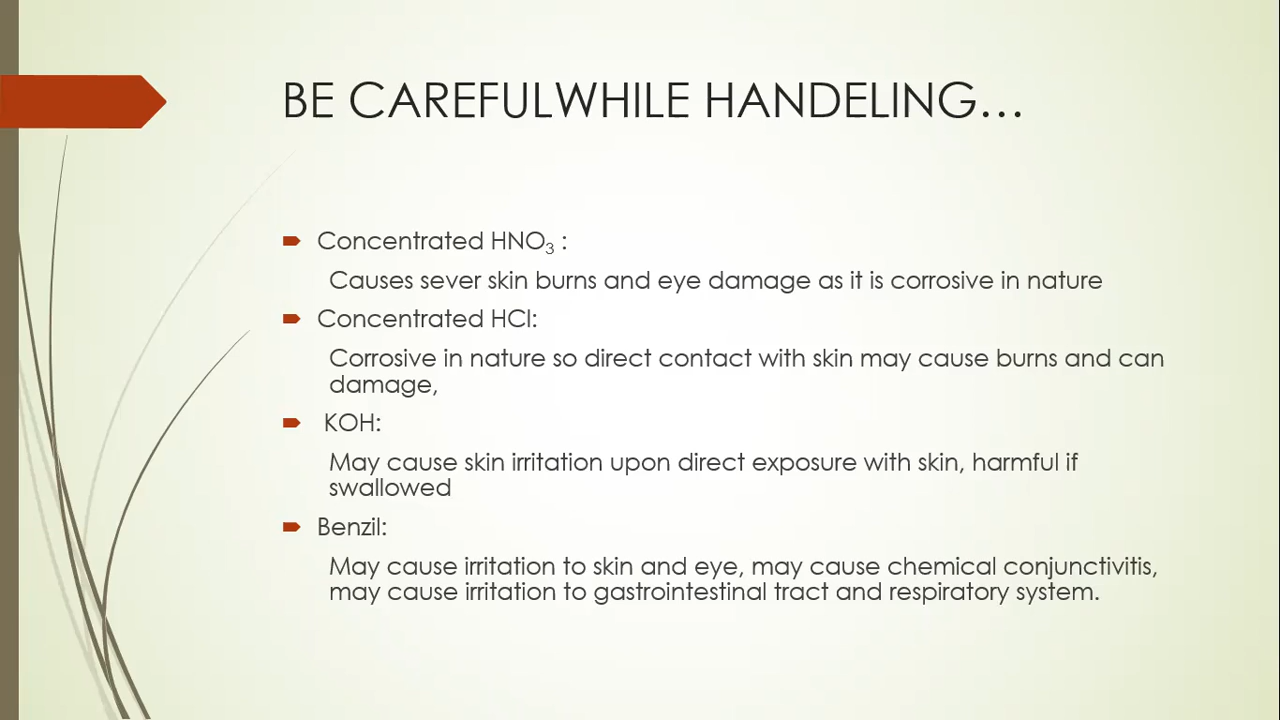 BE CAREFULWHILE HANDELING…
Concentrated HNO₃ :
Causes sever skin burns and eye damage as it is corrosive in nature
Concentrated HCl:
Corrosive in nature so direct contact with skin may cause burns and can
damage,
KOH:
May cause skin irritation upon direct exposure with skin, harmful if
swallowed
Benzil:
May cause irritation to skin and eye, may cause chemical conjunctivitis,
may cause irritation to gastrointestinal tract and respiratory system.